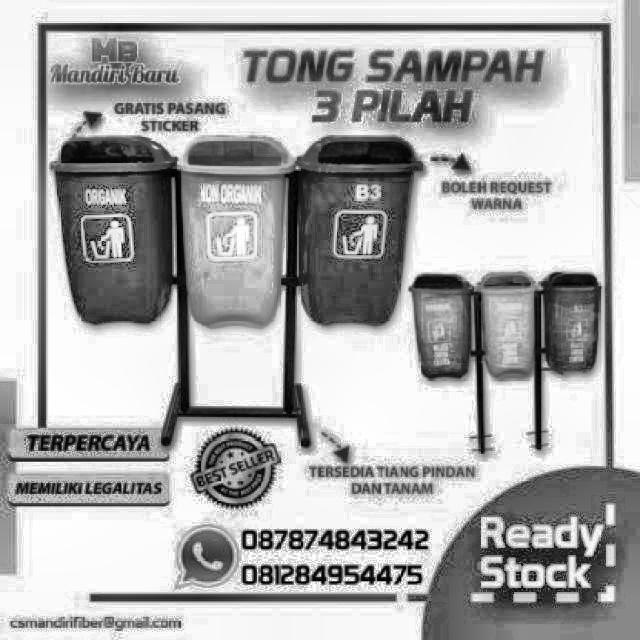 MB
Mandiri Baru
TONG SAMPAH
3 PILAH
GRATIS PASANG
STICKER
ORGANIK
NON ORGANIK
B3
BOLEH REQUEST
WARNA
TERPERCAYA
MEMILIKI LEGALITAS
BEST SELLER
TERSEDIA TIANG PINDAN
DAN TANAM
087874843242
081284954475
Ready
Stock
csmandirifiber@gmail.com